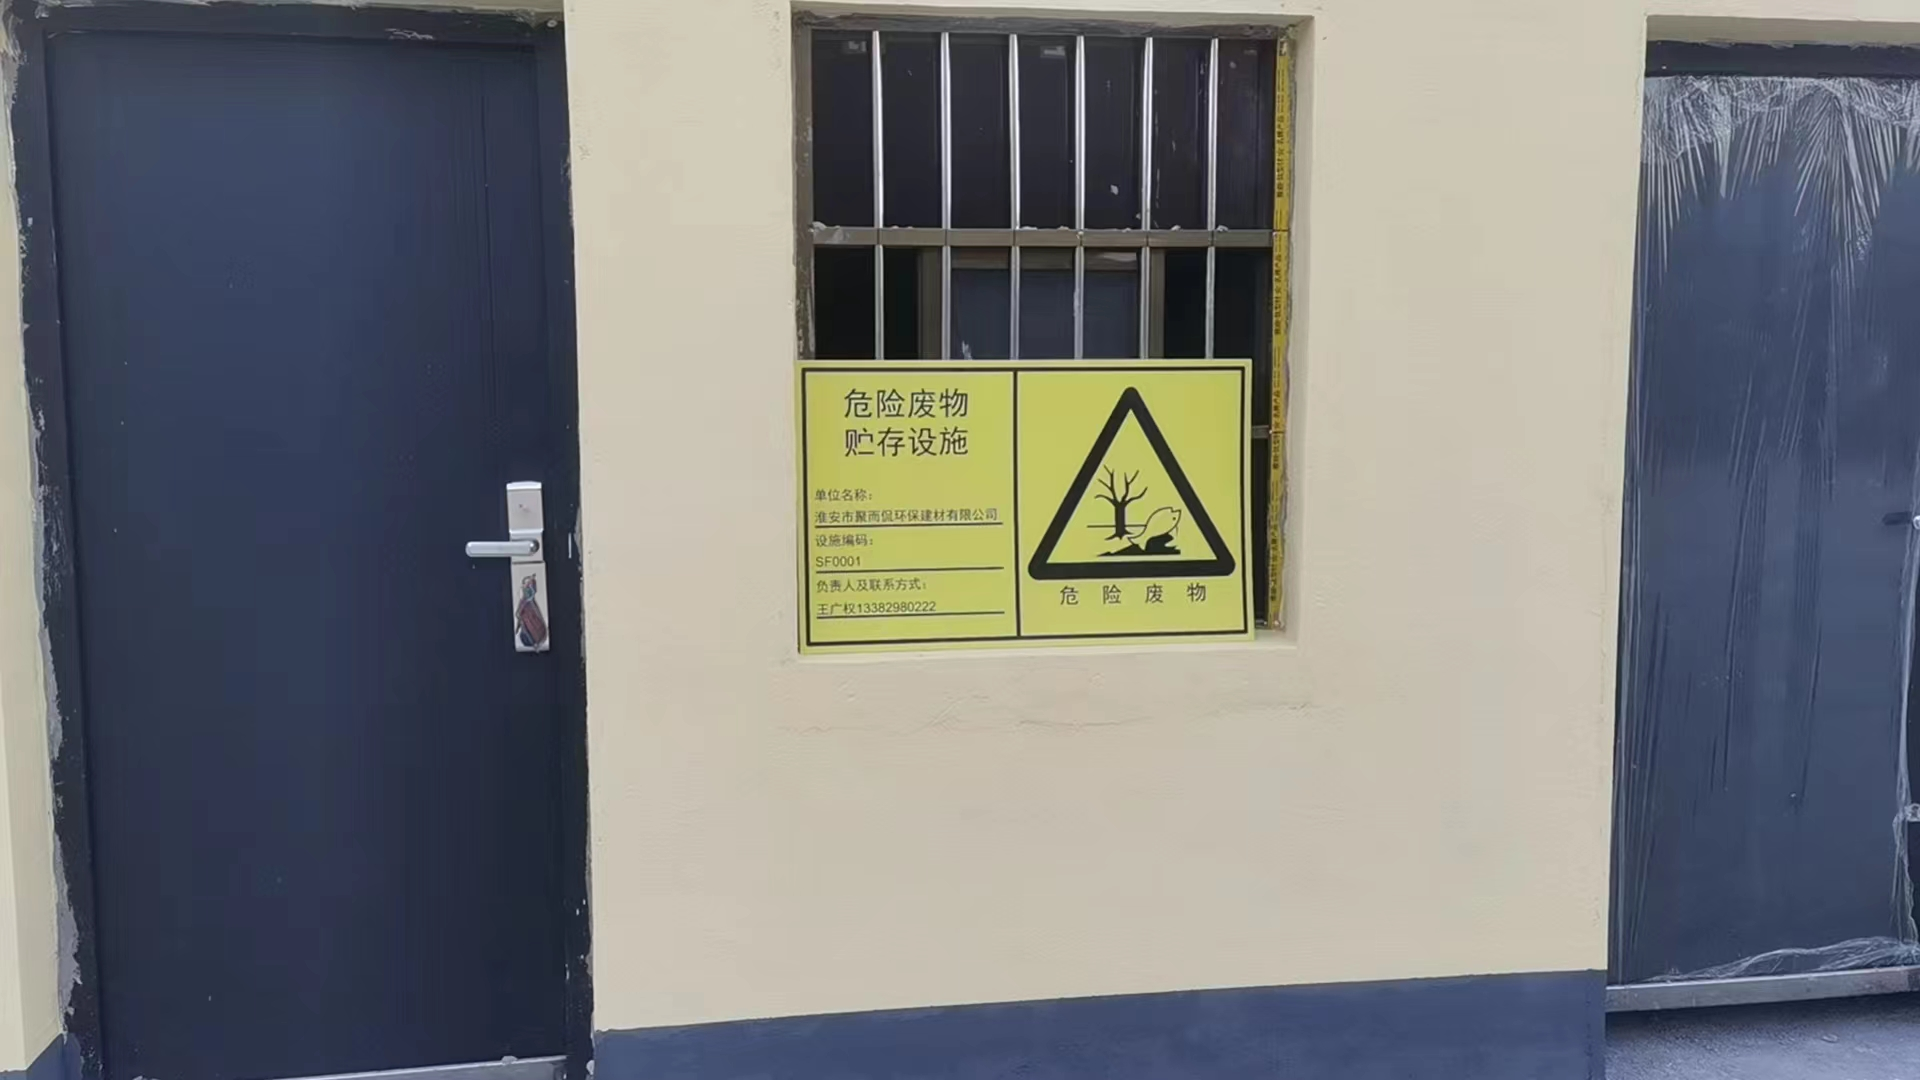 危险废物
贮存设施
单位名称：
淮安市聚而侃环保建材有限公司
设施编码：
SF0001
负责人及联系方式：
王广权13382980222
危险废物